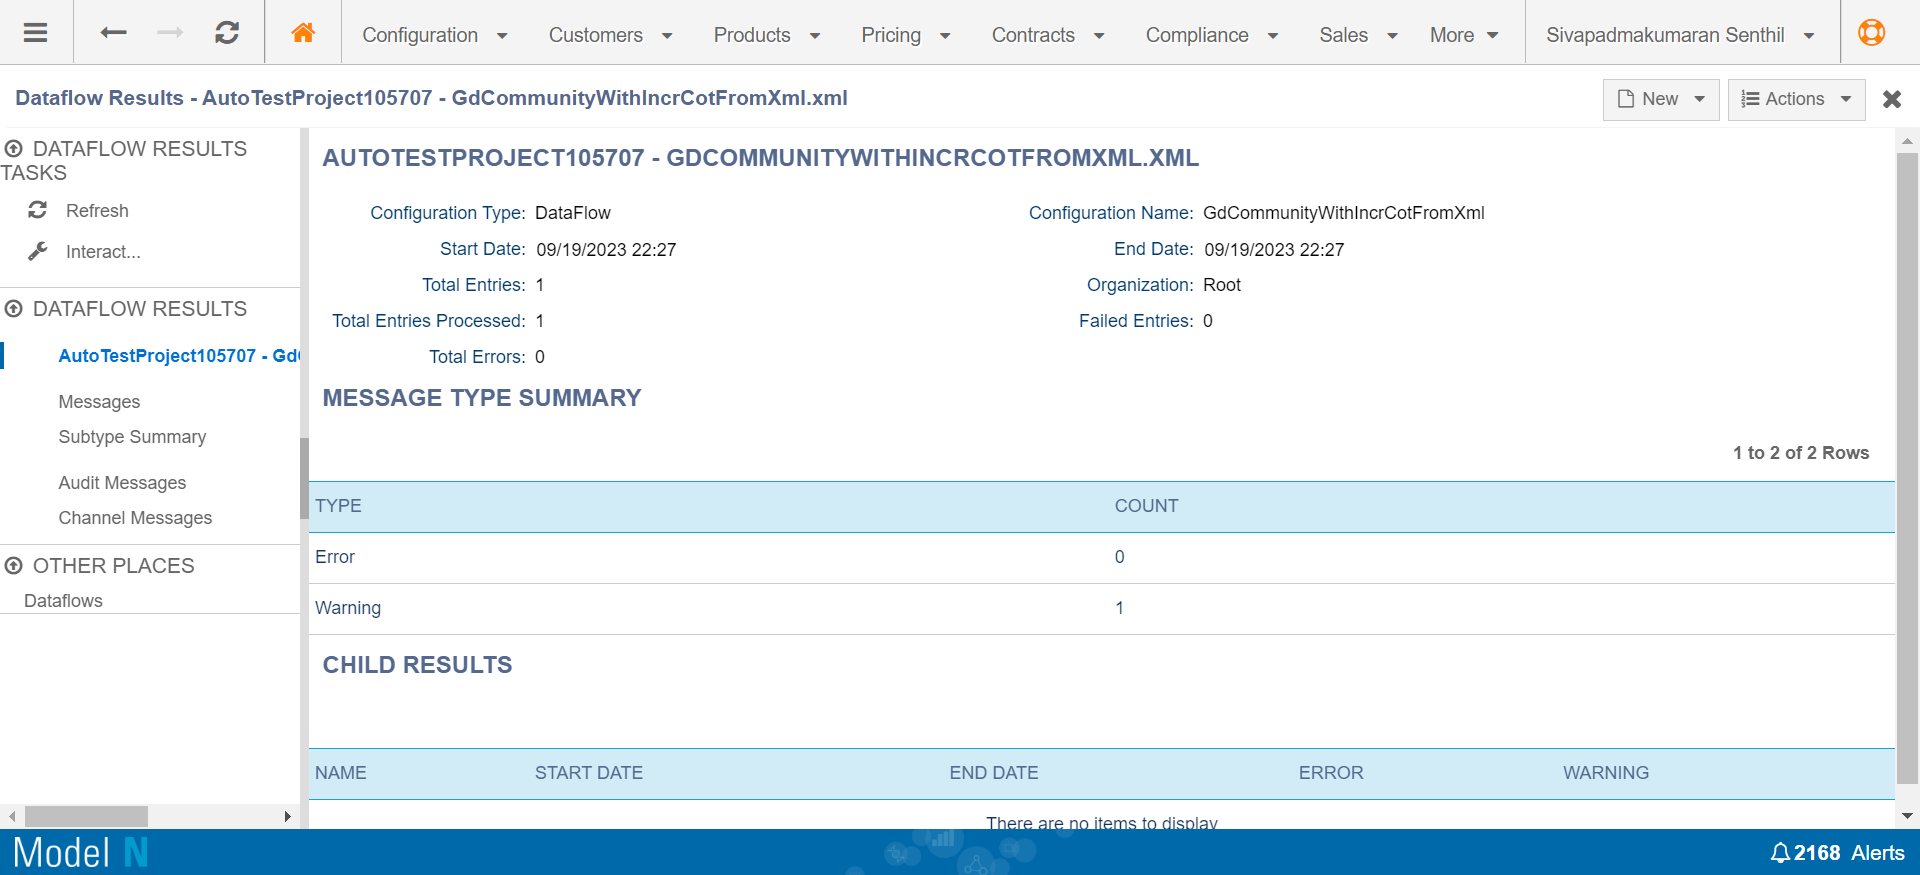 Configuration Customers Products Pricing Contracts Compliance Sales More Sivapadmakumaran Senthil
Dataflow Results - AutoTestProject105707 - GdCommunityWithIncrCotFromXml.xml
New Actions
DATAFLOW RESULTS
TASKS
Refresh
Interact...
DATAFLOW RESULTS
AutoTestProject105707 - Gd
Messages
Subtype Summary
Audit Messages
Channel Messages
OTHER PLACES
Dataflows
AUTOTESTPROJECT105707 - GDCOMMUNITYWITHINCRCOTFROMXML.XML
Configuration Type: DataFlow Configuration Name: GdCommunityWithIncrCotFromXml
Start Date: 09/19/2023 22:27 End Date: 09/19/2023 22:27
Total Entries: 1 Organization: Root
Total Entries Processed: 1 Failed Entries: 0
Total Errors: 0
MESSAGE TYPE SUMMARY
1 to 2 of 2 Rows
TYPE COUNT
Error 0
Warning 1
CHILD RESULTS
NAME START DATE END DATE ERROR WARNING
There are no items to display
Model N
2168 Alerts